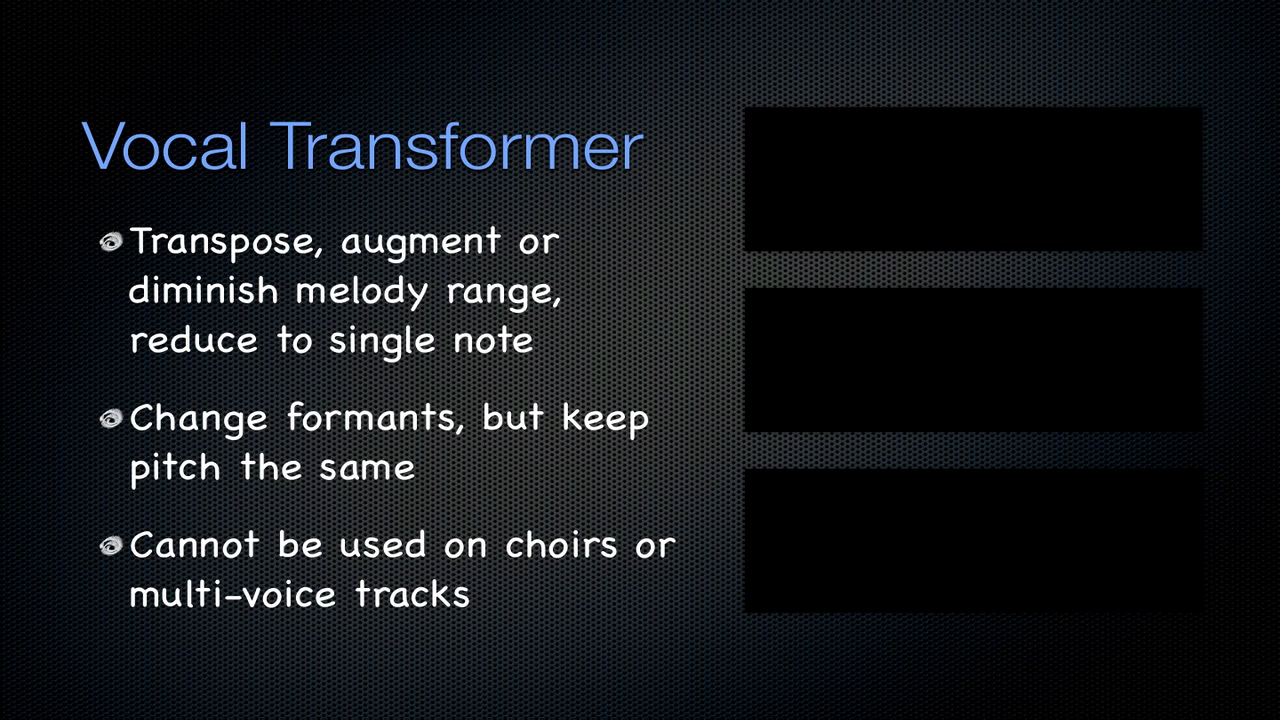 Vocal Transformer
Transpose, augment or
diminish melody range,
reduce to single note
Change formants, but keep
pitch the same
Cannot be used on choirs or
multi-voice tracks